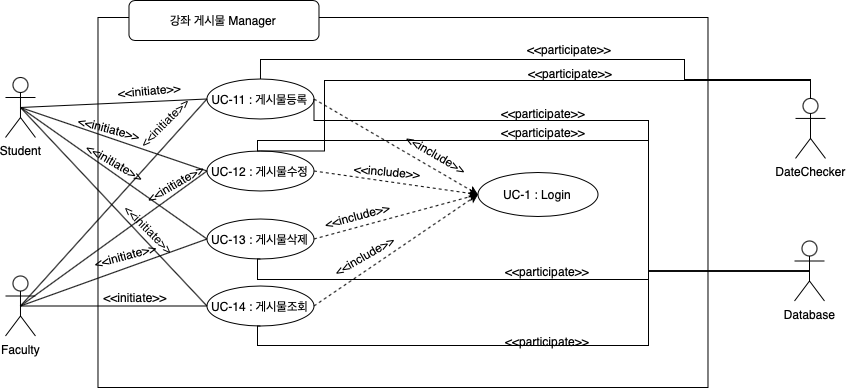 강좌 게시물 Manager
<<participate>>
<<participate>>
<<initiate>>
UC-11 : 게시물등록
<<participate>>
<<initiate>>
<<initiate>>
<<participate>>
Student
<<include>>
DateChecker
<<initiate>>
UC-12 : 게시물수정
<<include>>
<<initiate>>
UC-1 : Login
<<initiate>>
<<include>>
UC-13 : 게시물삭제
<<initiate>>
<<include>>
<<participate>>
<<initiate>>
UC-14 : 게시물조회
Database
<<participate>>
Faculty